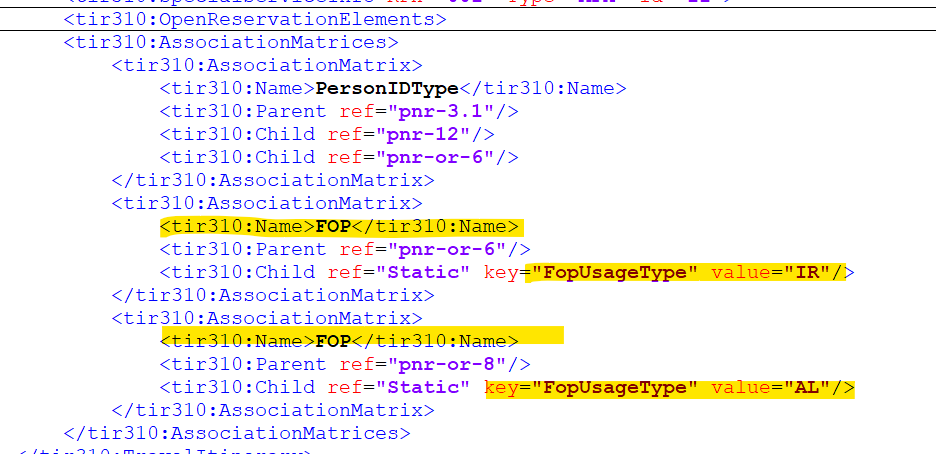 <tir310:OpenReservationElements>
<tir310:AssociationMatrices>
<tir310:AssociationMatrix>
<tir310:Name>PersonIDType</tir310:Name>
<tir310:Parent ref="pnr-3.1"/>
<tir310:Child ref="pnr-12"/>
<tir310:Child ref="pnr-or-6"/>
</tir310:AssociationMatrix>
<tir310:AssociationMatrix>
<tir310:Name>FOP</tir310:Name>
<tir310:Parent ref="pnr-or-6"/>
<tir310:Child ref="Static" key="FopUsageType" value="IR"/>
</tir310:AssociationMatrix>
<tir310:AssociationMatrix>
<tir310:Name>FOP</tir310:Name>
<tir310:Parent ref="pnr-or-8"/>
<tir310:Child ref="Static" key="FopUsageType" value="AL"/>
</tir310:AssociationMatrix>
</tir310:AssociationMatrices>